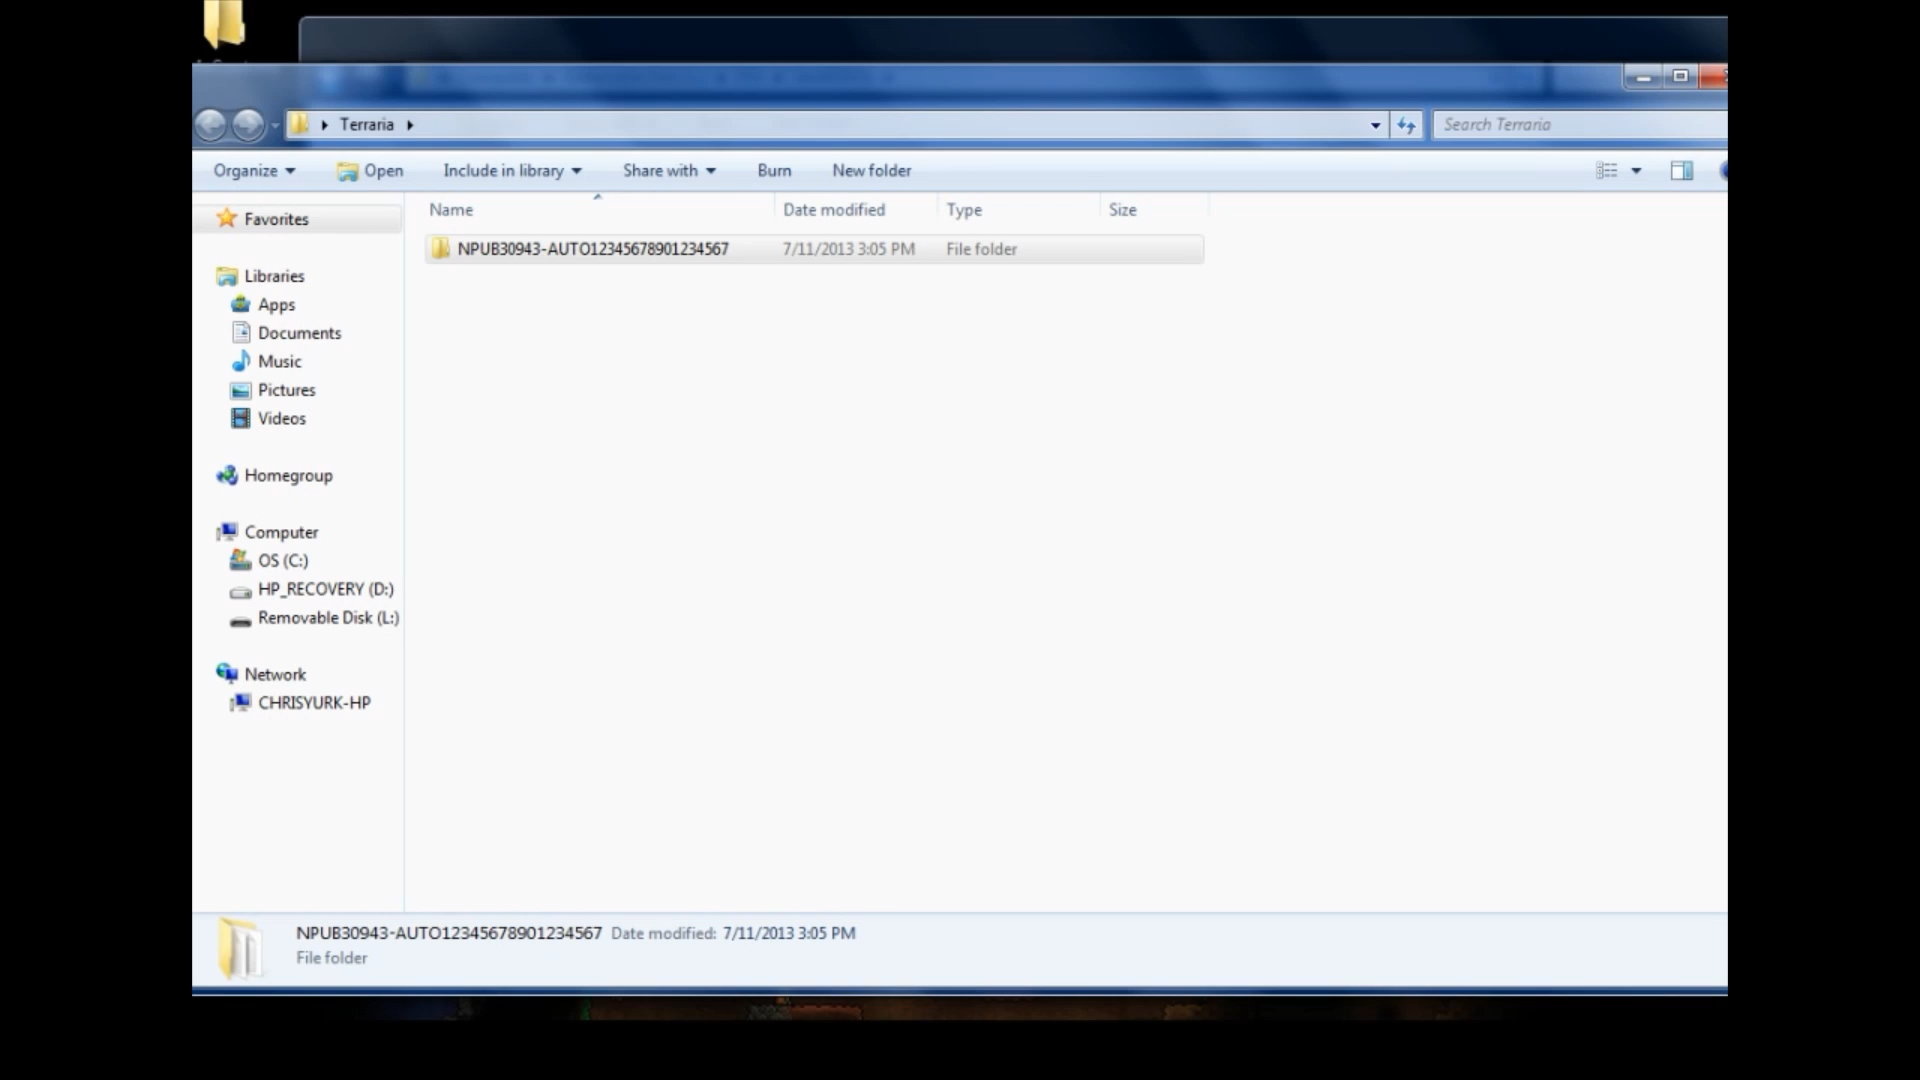 Terraria
Search Terraria
Organize Open Include in library Share with Burn New folder
Name Date modified Type Size
NPUB30943-AUTO12345678901234567 7/11/2013 3:05 PM File folder
Favorites
Libraries
Apps
Documents
Music
Pictures
Videos
Homegroup
Computer
OS (C:)
HP_RECOVERY (D:)
Removable Disk (L:)
Network
CHRISYURK-HP
NPUB30943-AUTO12345678901234567 Date modified: 7/11/2013 3:05 PM
File folder